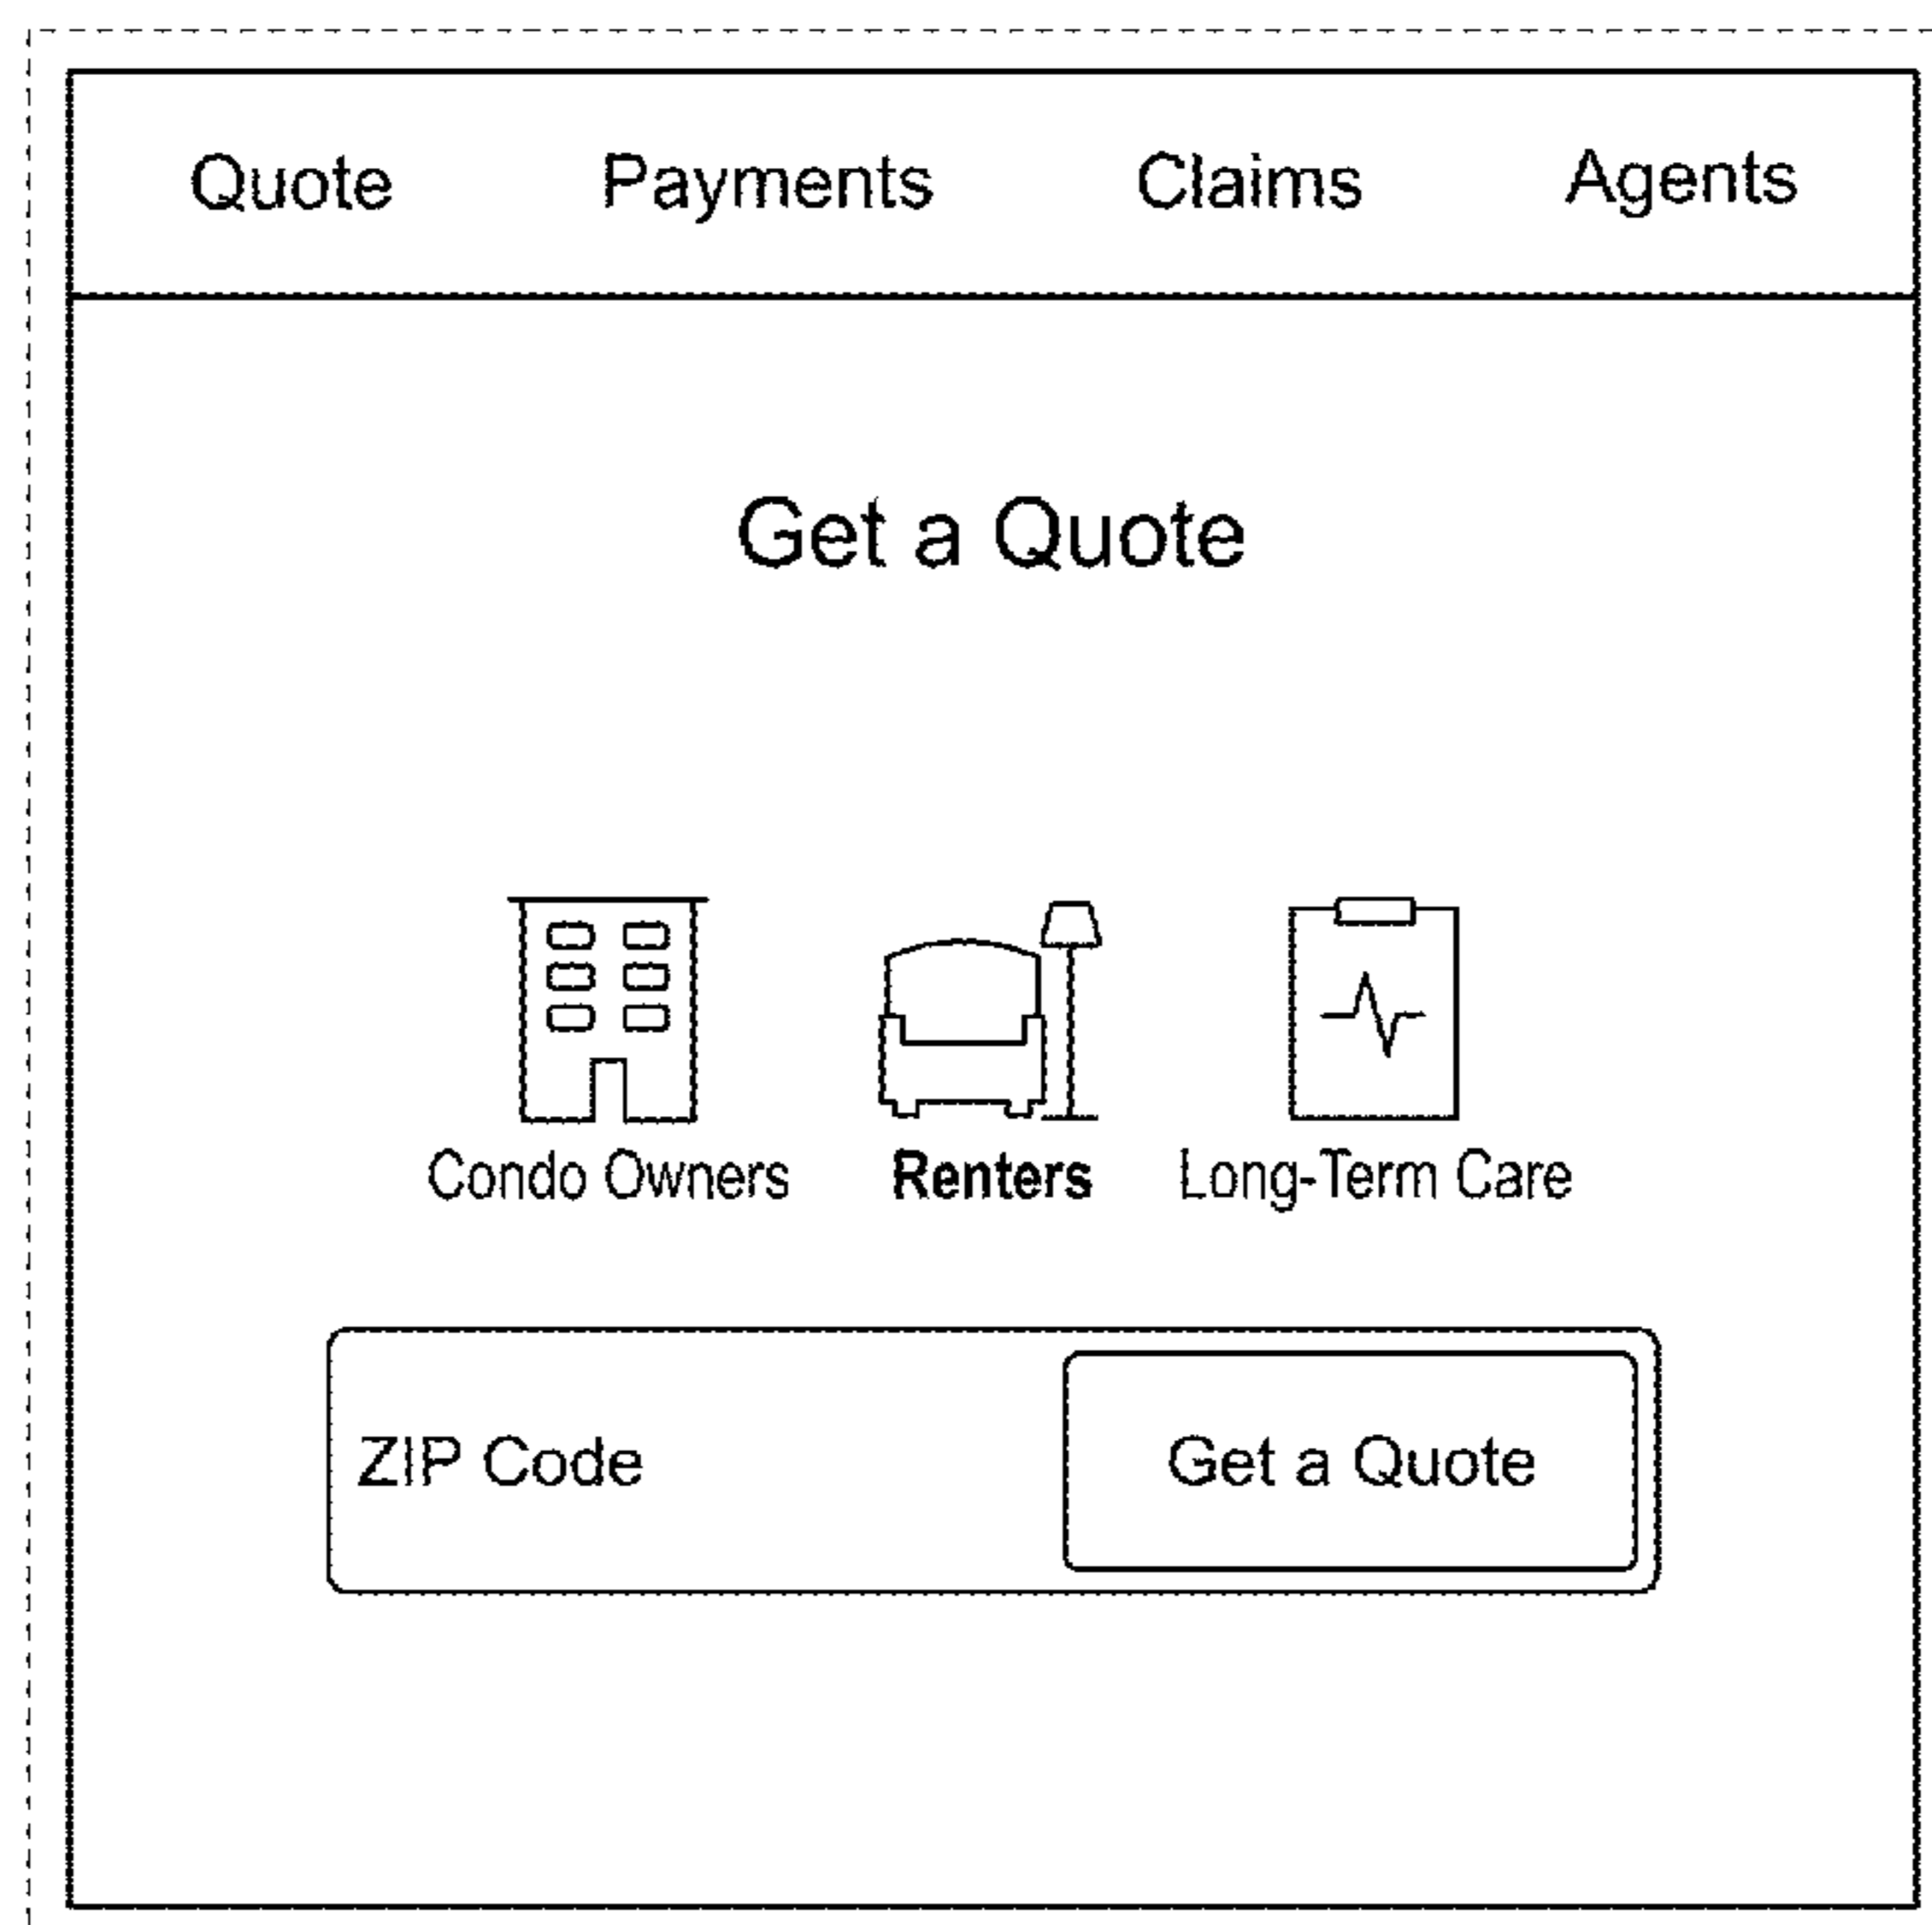 Quote Payments Claims Agents
Get a Quote
Condo Owners Renters Long-Term Care
ZIP Code Get a Quote